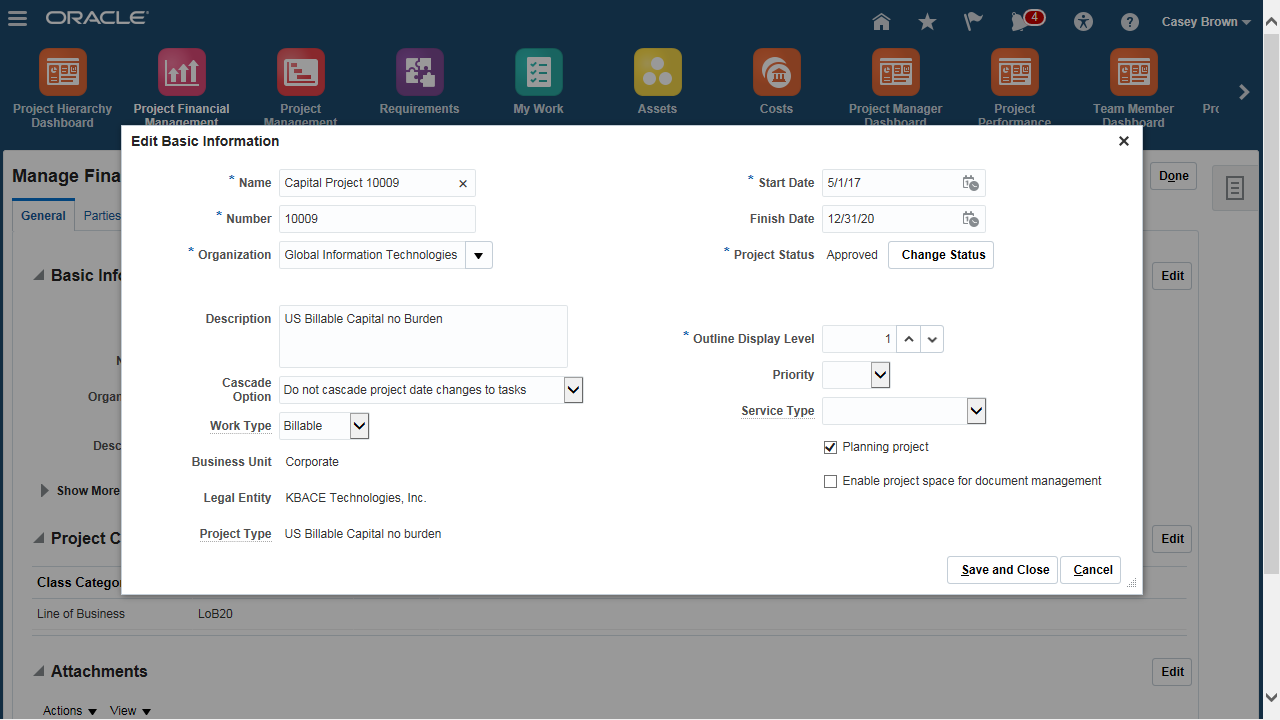 ORACLE
4
Casey Brown
Project Hierarchy Dashboard
Project Financial Management
Project Management
Requirements
My Work
Assets
Costs
Project Manager Dashboard
Project Performance
Team Member Dashboard
Edit Basic Information
Manage Fina
Done
General
Parties
Basic Info
Edit
* Name Capital Project 10009
* Number 10009
* Organization Global Information Technologies
Description US Billable Capital no Burden
Cascade Option Do not cascade project date changes to tasks
Work Type Billable
Business Unit Corporate
Legal Entity KBACE Technologies, Inc.
Project Type US Billable Capital no burden
* Start Date 5/1/17
Finish Date 12/31/20
* Project Status Approved Change Status
* Outline Display Level 1
Priority
Service Type
Planning project
Enable project space for document management
Save and Close Cancel
N
Organ
Desc
Show More
Project C
Edit
Class Catego
Line of Business LoB20
Attachments
Edit
Actions View